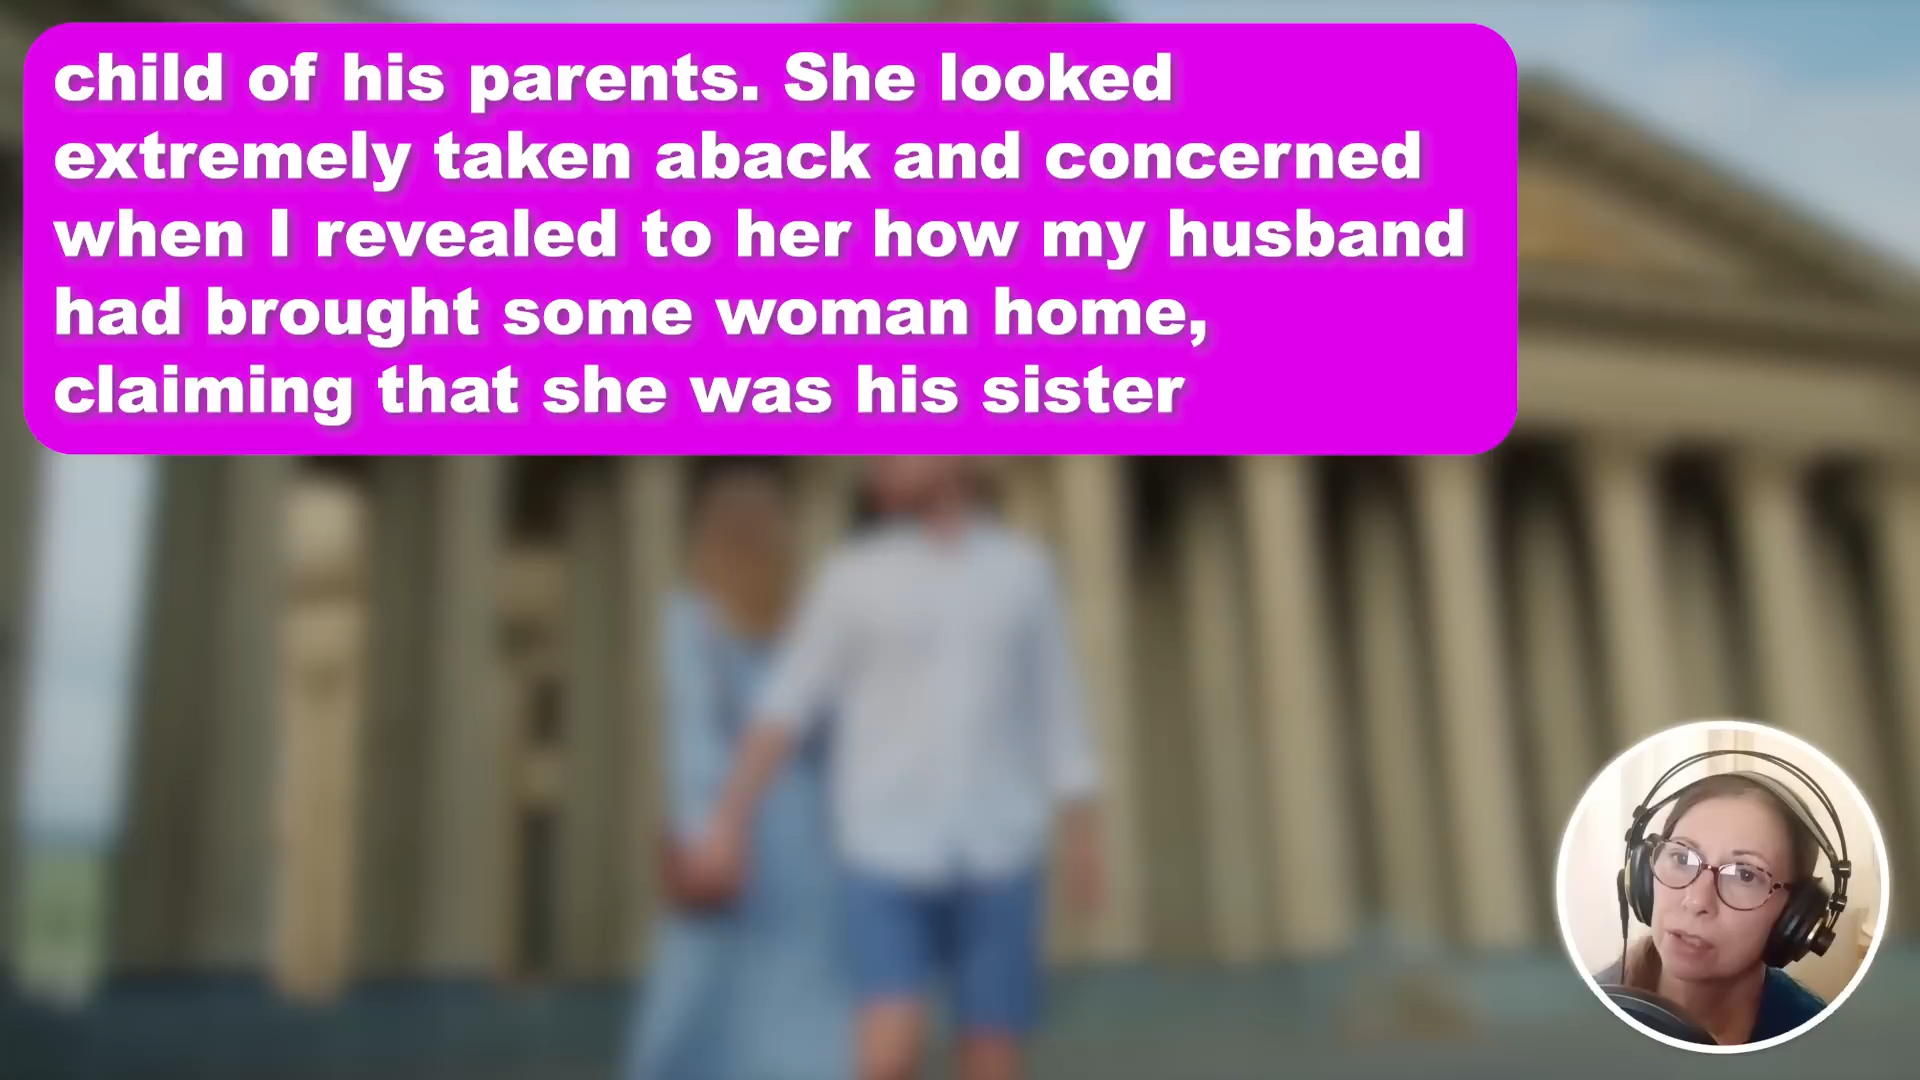 child of his parents. She looked
extremely taken aback and concerned
when I revealed to her how my husband
had brought some woman home,
claiming that she was his sister